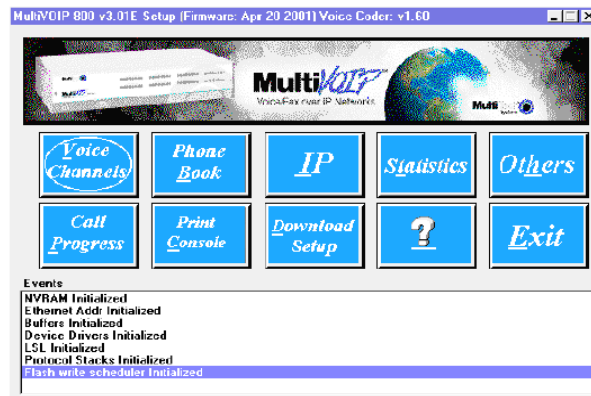 MultiVOIP 800 v3.01E Setup (Firmware: Apr 20 2001) Voice Coder: v1.60
MultiVOIP
Voice/Fax over IP Networks
Multi
Voice Channels
Phone Book
IP
Statistics
Others
Call Progress
Print Console
Download Setup
?
Exit
Events
NVRAM Initialized
Ethernet Addr Initialized
Buffers Initialized
Device Drivers Initialized
LSL Initialized
Protocol Stacks Initialized
Flash write scheduler Initialized